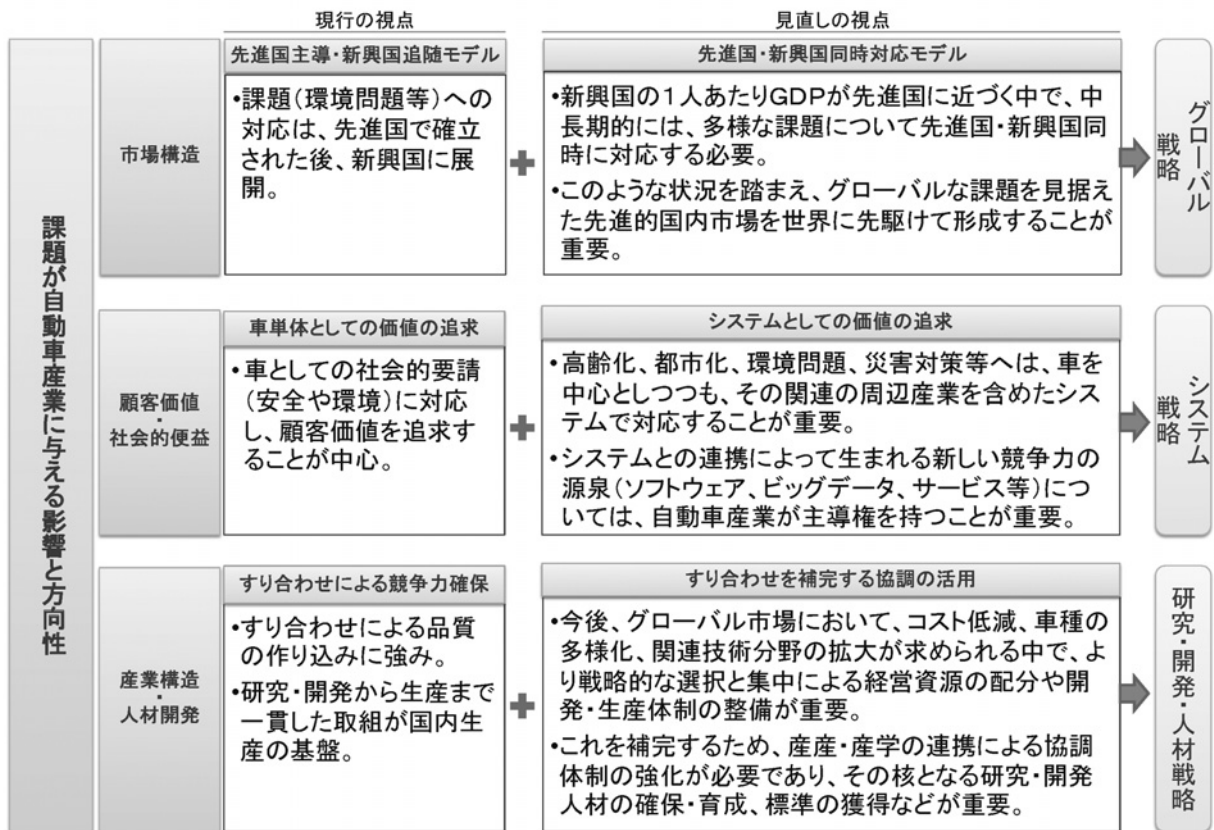 現行の視点
見直しの視点
課題が自動車産業に与える影響と方向性
市場構造
先進国主導・新興国追随モデル
•課題(環境問題等)への
対応は、先進国で確立
された後、新興国に展
開。
+
先進国・新興国同時対応モデル
•新興国の1人あたりGDPが先進国に近づく中で、中
長期的には、多様な課題について先進国・新興国同
時に対応する必要。
•このような状況を踏まえ、グローバルな課題を見据え
た先進的国内市場を世界に先駆けて形成することが
重要。
グローバル
戦略
顧客価値
・
社会的便益
車単体としての価値の追求
•車としての社会的要請
(安全や環境)に対応
し、顧客価値を追求す
ることが中心。
+
システムとしての価値の追求
•高齢化、都市化、環境問題、災害対策等へは、車を
中心としつつも、その関連の周辺産業を含めたシス
テムで対応することが重要。
•システムとの連携によって生まれる新しい競争力の
源泉(ソフトウェア、ビッグデータ、サービス等)につ
いては、自動車産業が主導権を持つことが重要。
システム
戦略
産業構造
・
人材開発
すり合わせによる競争力確保
•すり合わせによる品質
の作り込みに強み。
•研究・開発から生産まで
一貫した取組が国内生
産の基盤。
+
すり合わせを補完する協調の活用
•今後、グローバル市場において、コスト低減、車種の
多様化、関連技術分野の拡大が求められる中で、よ
り戦略的な選択と集中による経営資源の配分や開
発・生産体制の整備が重要。
•これを補完するため、産産・産学の連携による協調
体制の強化が必要であり、その核となる研究・開発
人材の確保・育成、標準の獲得などが重要。
研究・開発・人材戦略